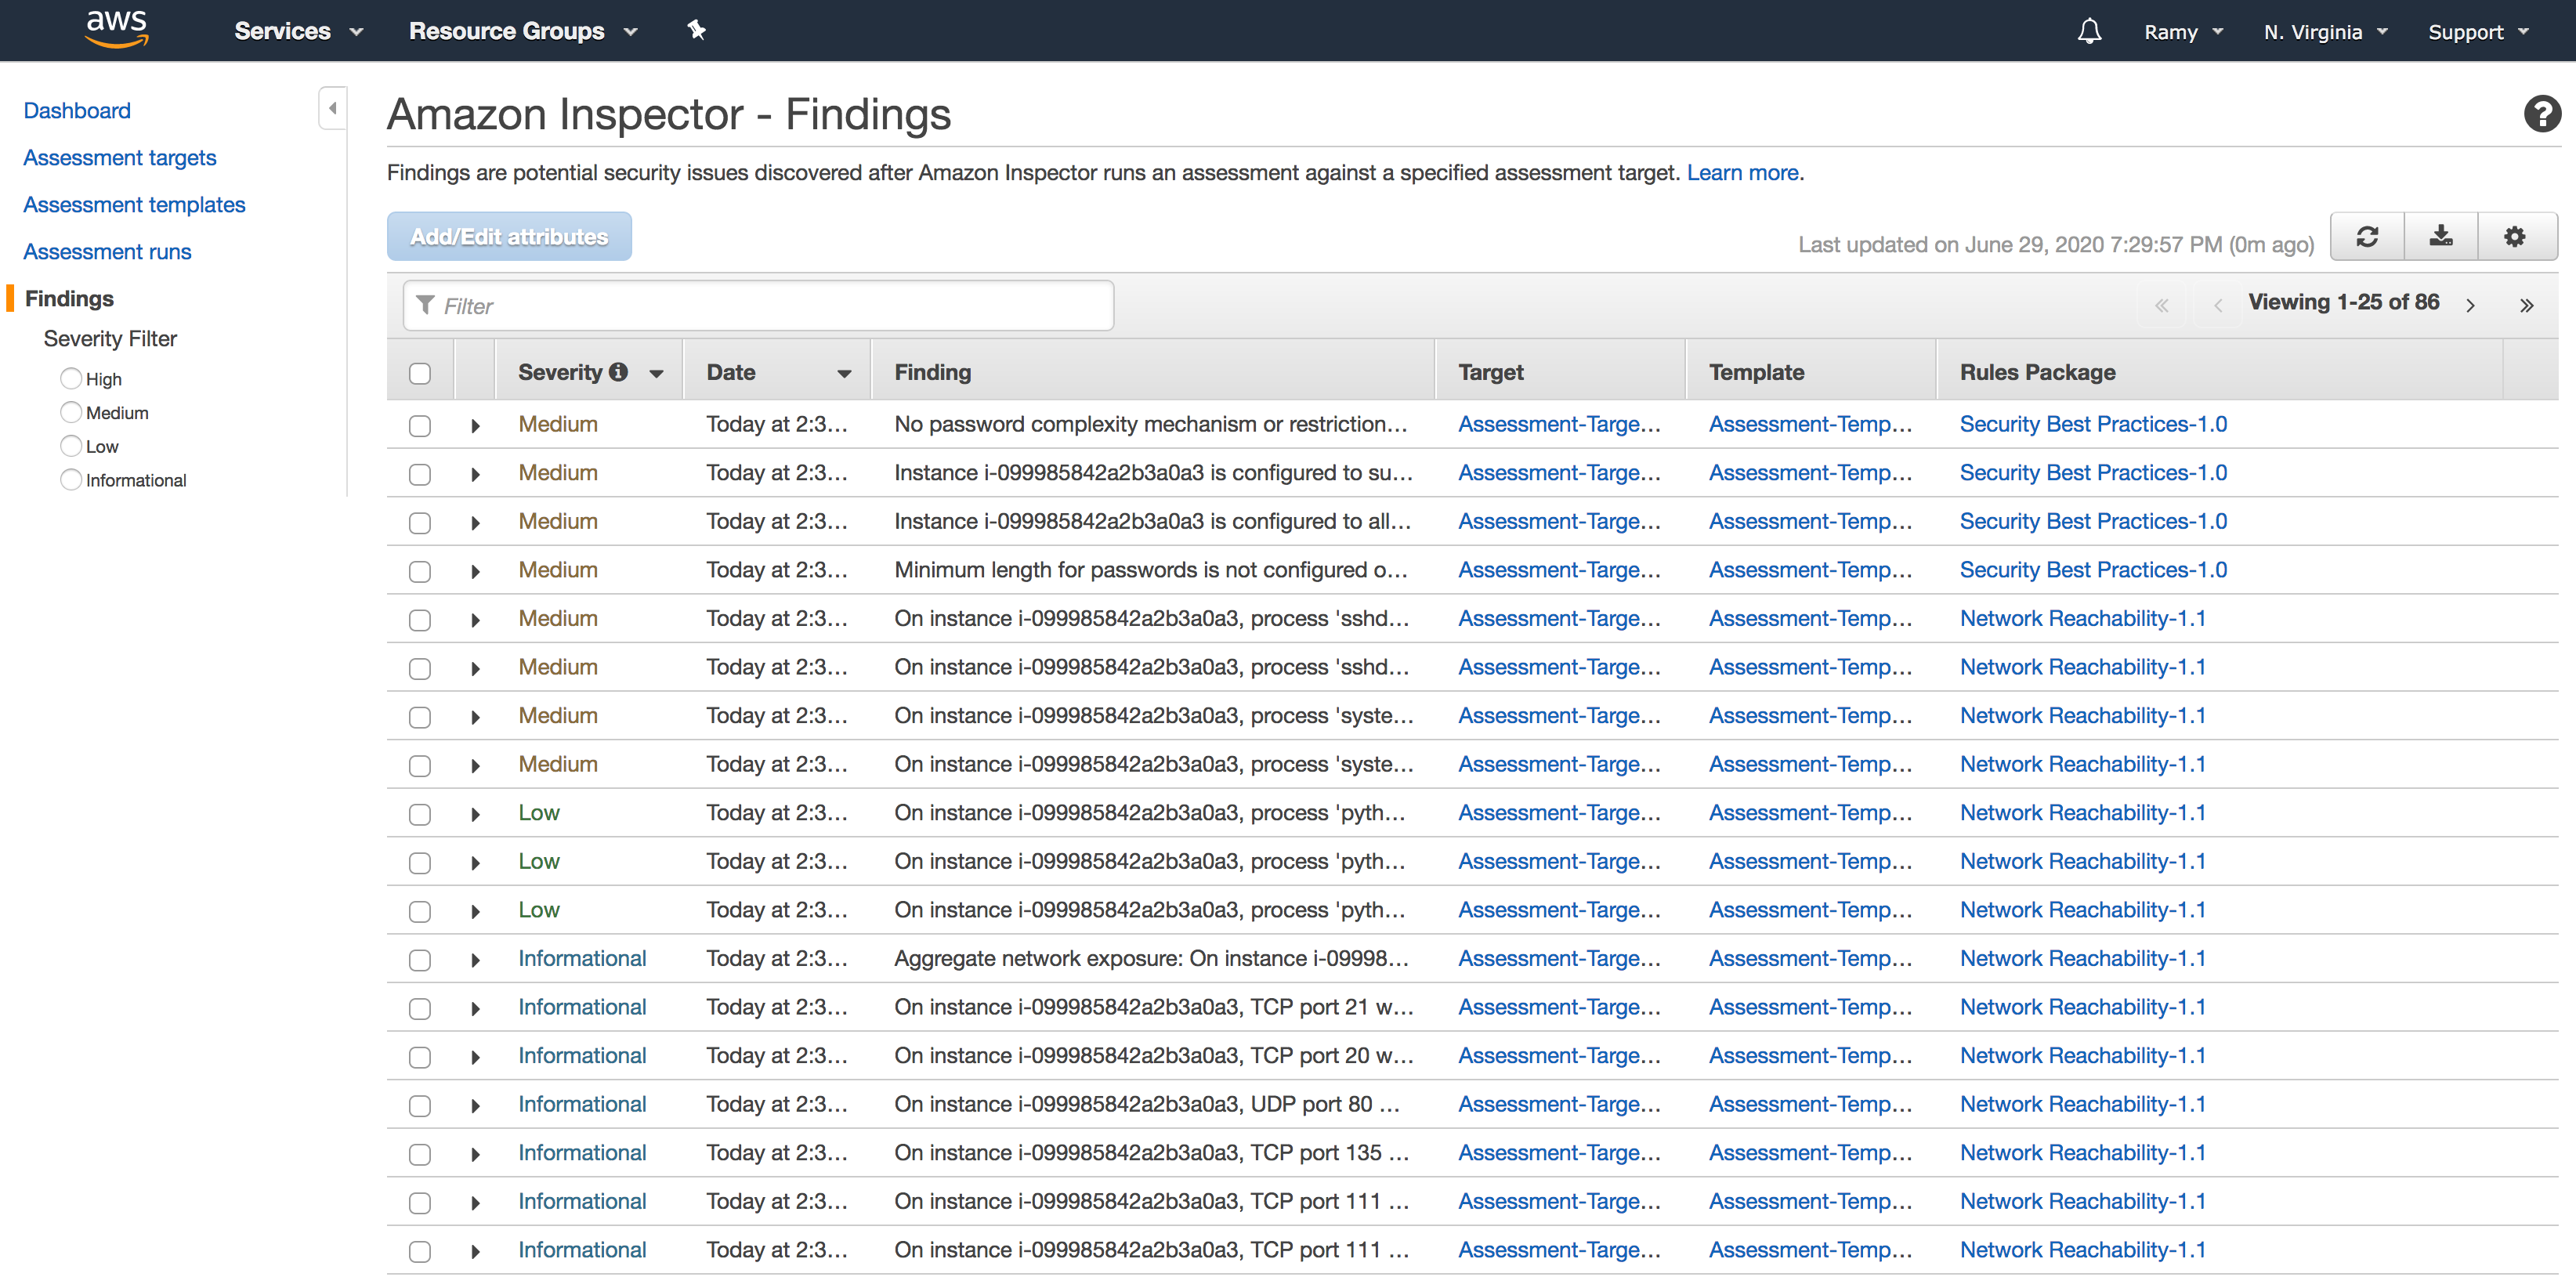 aws Services Resource Groups Ramy N. Virginia Support
Dashboard
Assessment targets
Assessment templates
Assessment runs
Findings
Severity Filter
High
Medium
Low
Informational
Amazon Inspector - Findings
Findings are potential security issues discovered after Amazon Inspector runs an assessment against a specified assessment target. Learn more.
Add/Edit attributes
Last updated on June 29, 2020 7:29:57 PM (0m ago)
Filter
Viewing 1-25 of 86
Severity Date Finding Target Template Rules Package
Medium Today at 2:3... No password complexity mechanism or restriction... Assessment-Targe... Assessment-Temp... Security Best Practices-1.0
Medium Today at 2:3... Instance i-099985842a2b3a0a3 is configured to su... Assessment-Targe... Assessment-Temp... Security Best Practices-1.0
Medium Today at 2:3... Instance i-099985842a2b3a0a3 is configured to all... Assessment-Targe... Assessment-Temp... Security Best Practices-1.0
Medium Today at 2:3... Minimum length for passwords is not configured o... Assessment-Targe... Assessment-Temp... Security Best Practices-1.0
Medium Today at 2:3... On instance i-099985842a2b3a0a3, process 'sshd... Assessment-Targe... Assessment-Temp... Network Reachability-1.1
Medium Today at 2:3... On instance i-099985842a2b3a0a3, process 'sshd... Assessment-Targe... Assessment-Temp... Network Reachability-1.1
Medium Today at 2:3... On instance i-099985842a2b3a0a3, process 'syste... Assessment-Targe... Assessment-Temp... Network Reachability-1.1
Medium Today at 2:3... On instance i-099985842a2b3a0a3, process 'syste... Assessment-Targe... Assessment-Temp... Network Reachability-1.1
Low Today at 2:3... On instance i-099985842a2b3a0a3, process 'pyth... Assessment-Targe... Assessment-Temp... Network Reachability-1.1
Low Today at 2:3... On instance i-099985842a2b3a0a3, process 'pyth... Assessment-Targe... Assessment-Temp... Network Reachability-1.1
Low Today at 2:3... On instance i-099985842a2b3a0a3, process 'pyth... Assessment-Targe... Assessment-Temp... Network Reachability-1.1
Informational Today at 2:3... Aggregate network exposure: On instance i-09998... Assessment-Targe... Assessment-Temp... Network Reachability-1.1
Informational Today at 2:3... On instance i-099985842a2b3a0a3, TCP port 21 w... Assessment-Targe... Assessment-Temp... Network Reachability-1.1
Informational Today at 2:3... On instance i-099985842a2b3a0a3, TCP port 20 w... Assessment-Targe... Assessment-Temp... Network Reachability-1.1
Informational Today at 2:3... On instance i-099985842a2b3a0a3, UDP port 80 ... Assessment-Targe... Assessment-Temp... Network Reachability-1.1
Informational Today at 2:3... On instance i-099985842a2b3a0a3, TCP port 135 ... Assessment-Targe... Assessment-Temp... Network Reachability-1.1
Informational Today at 2:3... On instance i-099985842a2b3a0a3, TCP port 111 ... Assessment-Targe... Assessment-Temp... Network Reachability-1.1
Informational Today at 2:3... On instance i-099985842a2b3a0a3, TCP port 111 ... Assessment-Targe... Assessment-Temp... Network Reachability-1.1